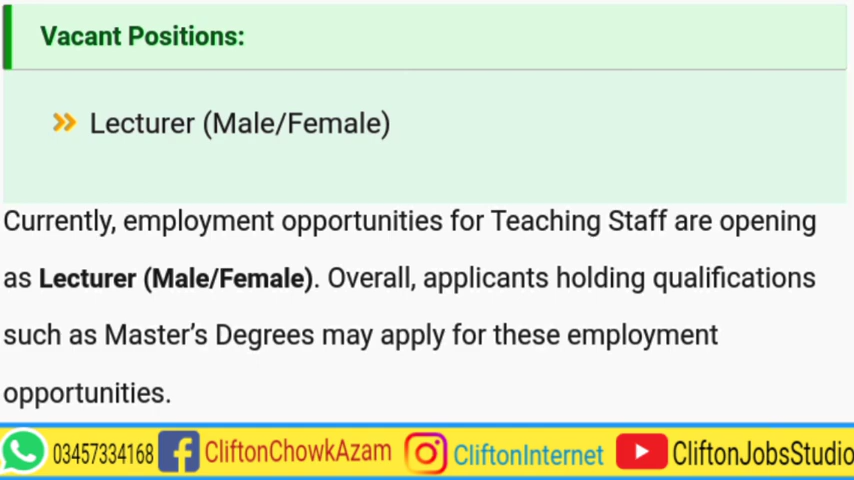 Vacant Positions:
Lecturer (Male/Female)
Currently, employment opportunities for Teaching Staff are opening
as Lecturer (Male/Female). Overall, applicants holding qualifications
such as Master's Degrees may apply for these employment
opportunities.
03457334168 CliftonChowkAzam CliftonInternet CliftonJobsStudio